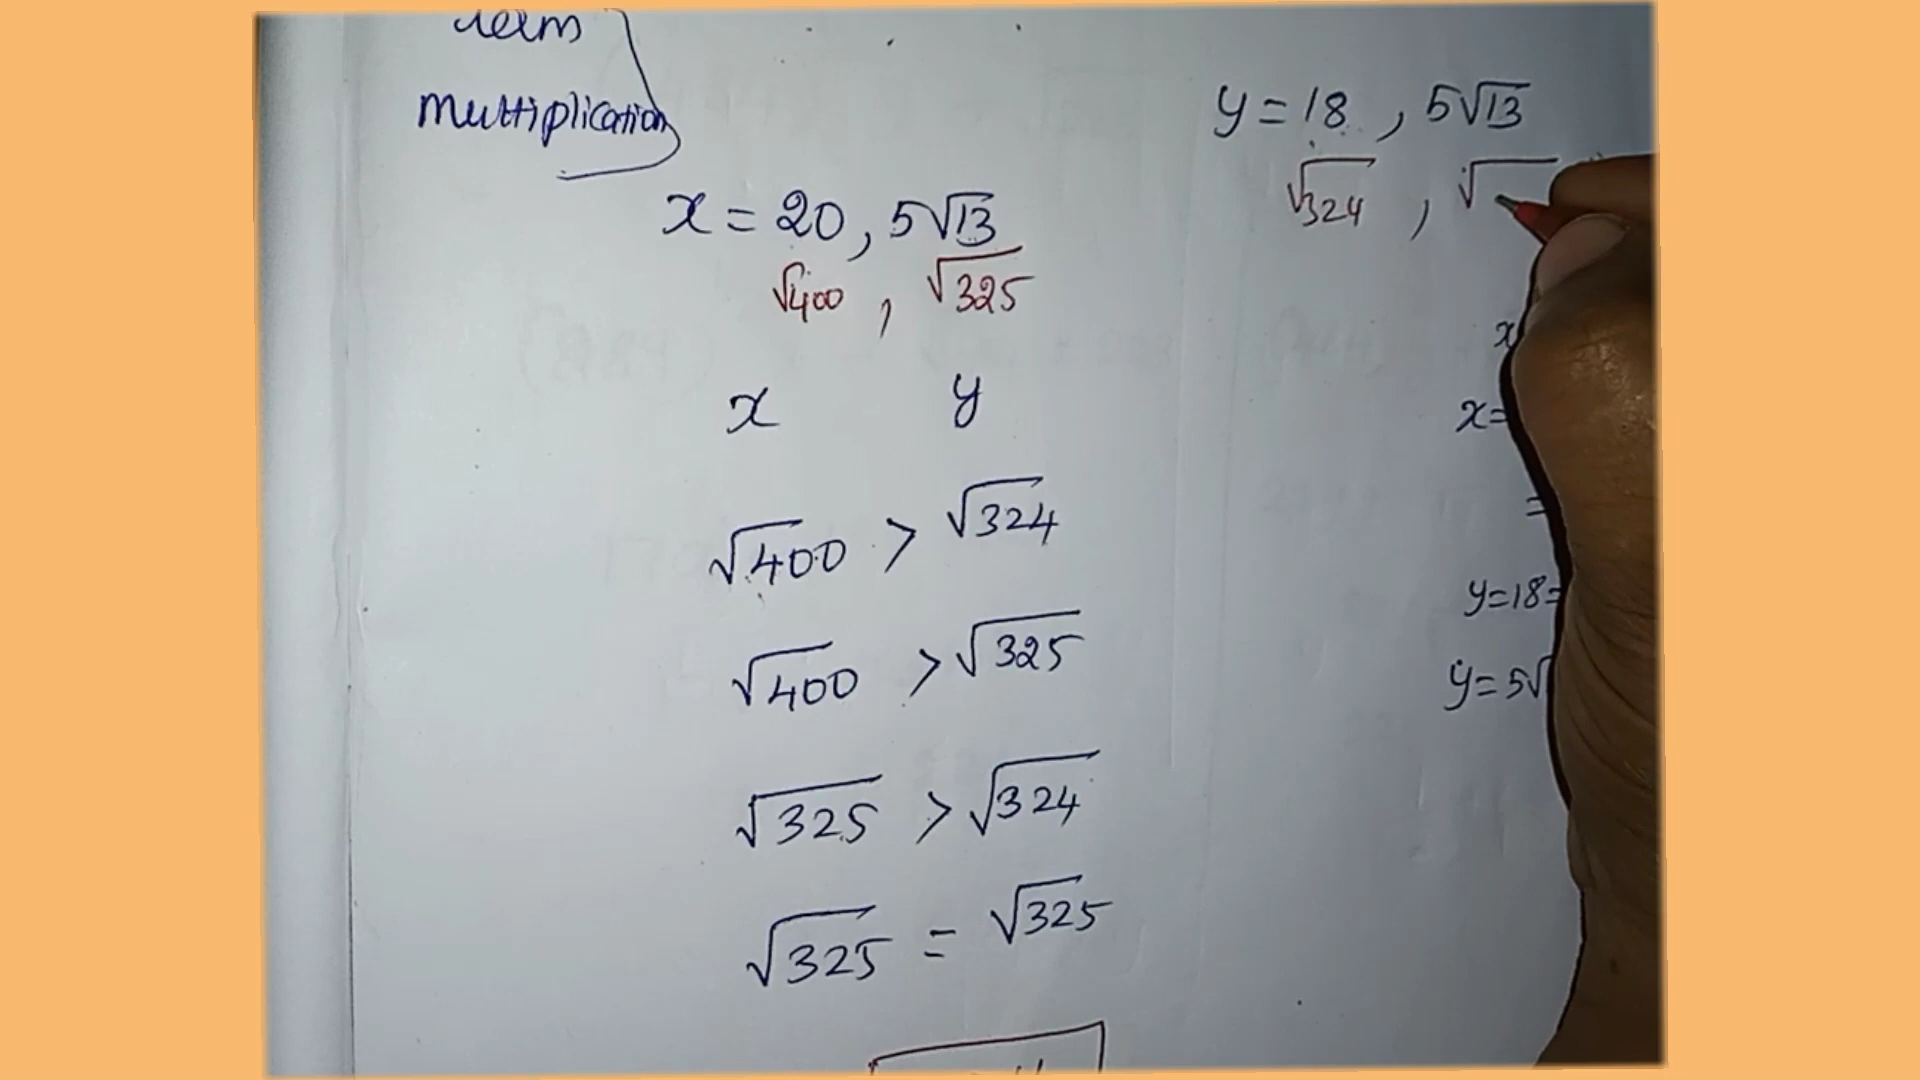 term
multiplication
y = 18 , 5√13
√324 , √
x = 20 , 5√13
√400 , √325
x
x y
x=
√400 > √324
=
y=18=
√400 > √325
y = 5√
√325 > √324
√325 = √325